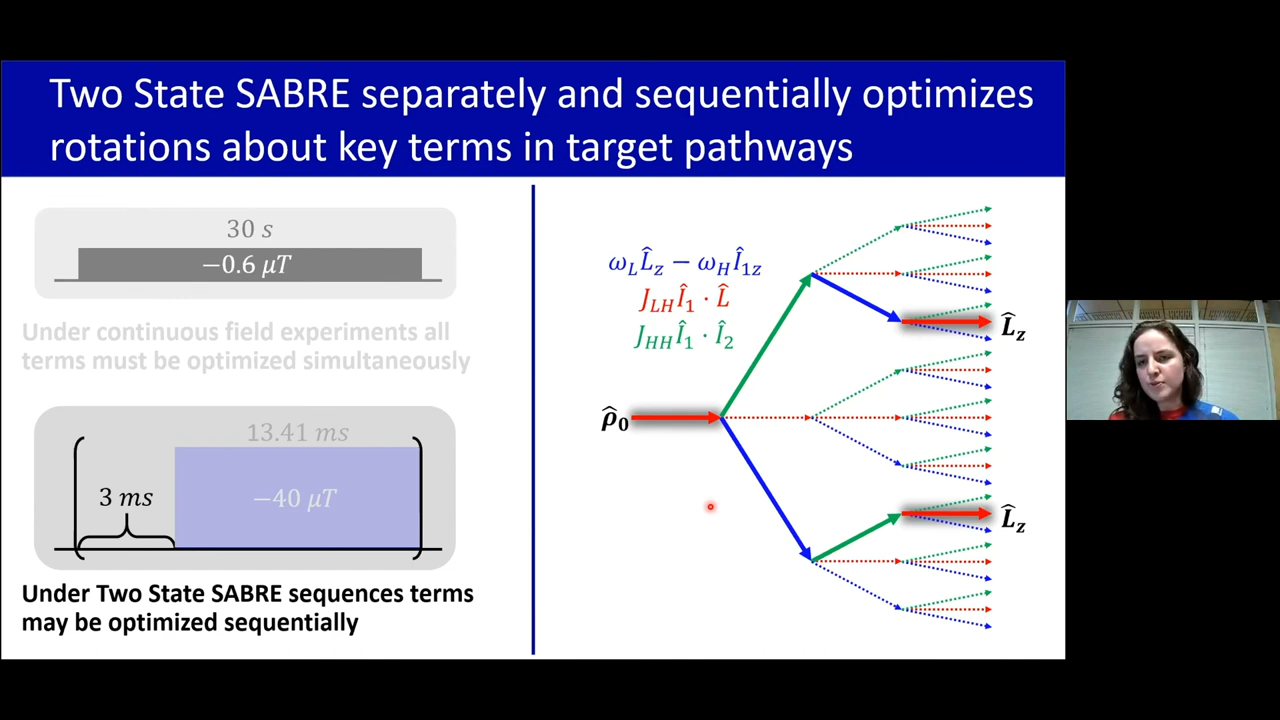 Two State SABRE separately and sequentially optimizes
rotations about key terms in target pathways
30 s
−0.6 μT
Under continuous field experiments all
terms must be optimized simultaneously
13.41 ms
3 ms
−40 μT
Under Two State SABRE sequences terms
may be optimized sequentially
ω_L L̂_z − ω_H Î_1z
J_LH Î_1 · L̂
J_HH Î_1 · Î_2
ρ̂_0
L̂_z
L̂_z